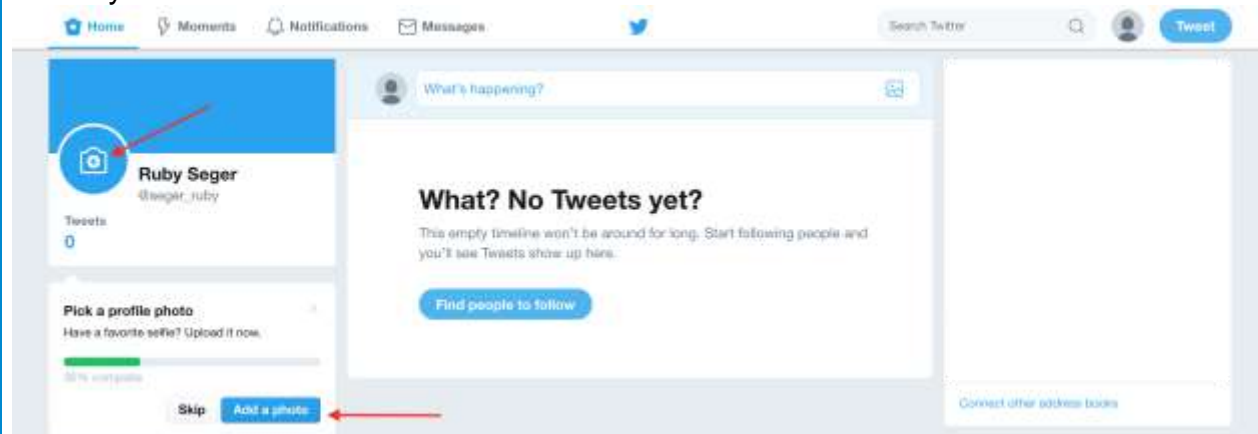 Home Moments Notifications Messages Search Twitter Tweet
What's happening?
Ruby Seger
@seger_ruby
Tweets
0
What? No Tweets yet?
This empty timeline won't be around for long. Start following people and
you'll see Tweets show up here.
Find people to follow
Pick a profile photo
Have a favorite selfie? Upload it now.
complete
Skip Add a photo
Connect other address books